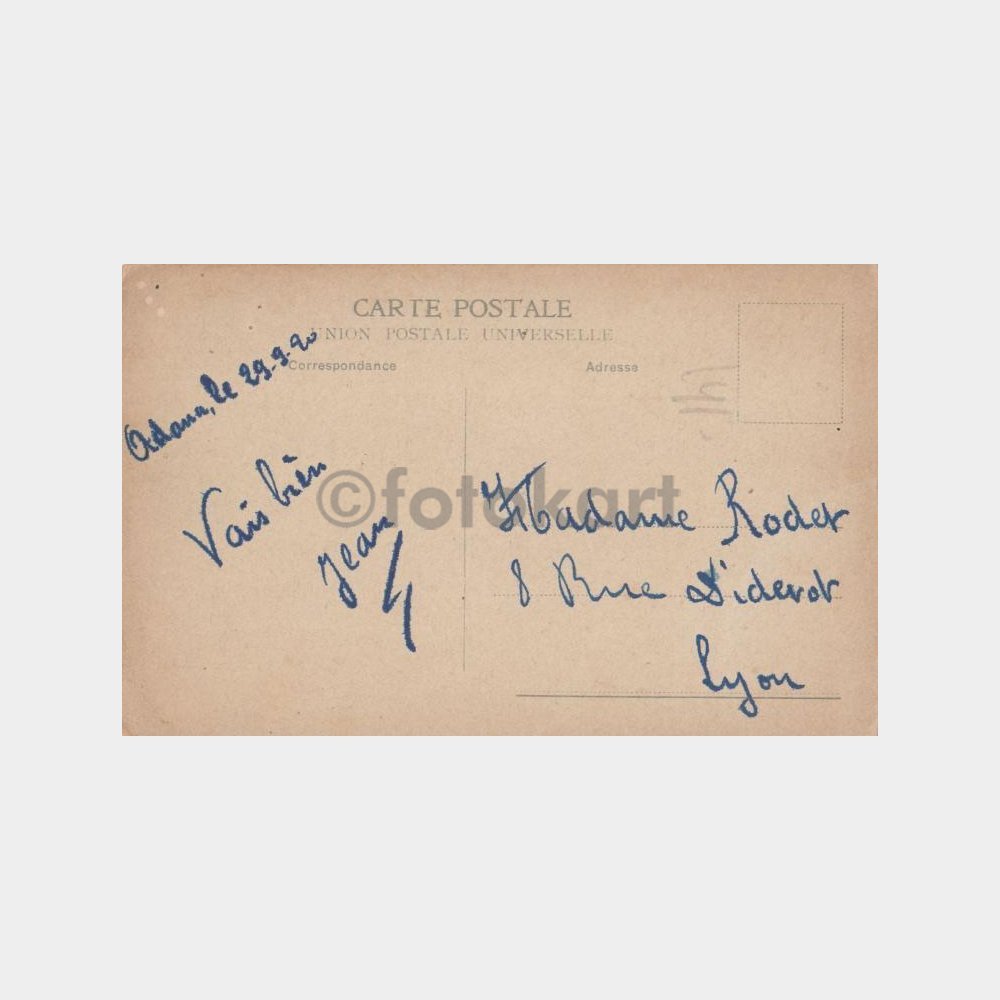 CARTE POSTALE
UNION POSTALE UNIVERSELLE
Correspondance
Adresse
Adana, le 29.9.20
Vais bien
Jean
Madame Roder
8 Rue Diderot
Lyon
©fotokart